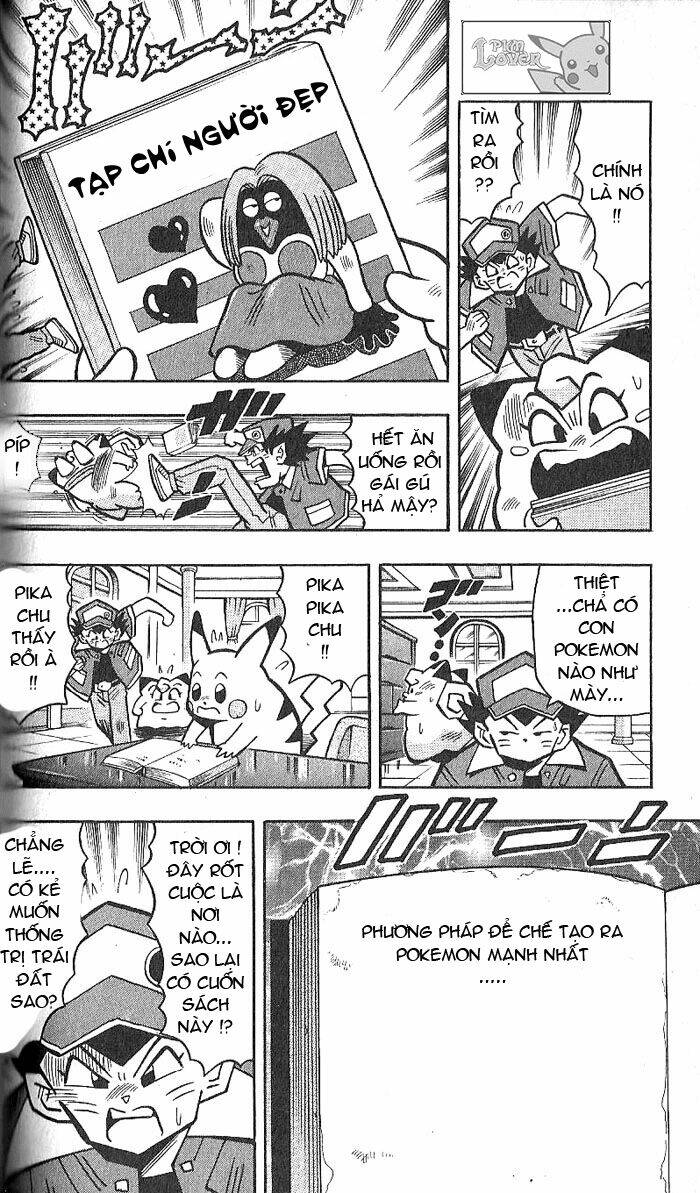 PKM
LOVER
TÌM
RA RỒI
??
CHÍNH
LÀ NÓ
!!
TẠP CHÍ NGƯỜI ĐẸP
HẾT ĂN
UỐNG RỒI
GÁI GÚ
HẢ MẬY?
PÍP
!
THIỆT
...CHẢ CÓ
CON
POKEMON
NÀO NHƯ
MÀY...
PIKA
PIKA
CHU
!!
PIKA
CHU
THẤY
RỒI À
!!
PHƯƠNG PHÁP ĐỂ CHẾ TẠO RA
POKEMON MẠNH NHẤT
.....
TRỜI ƠI !
ĐÂY RỐT
CUỘC LÀ
NƠI
NÀO...
SAO LẠI
CÓ CUỐN
SÁCH
NÀY !?
CHẲNG
LẼ....
CÓ KẺ
MUỐN
THỐNG
TRỊ TRÁI
ĐẤT
SAO?